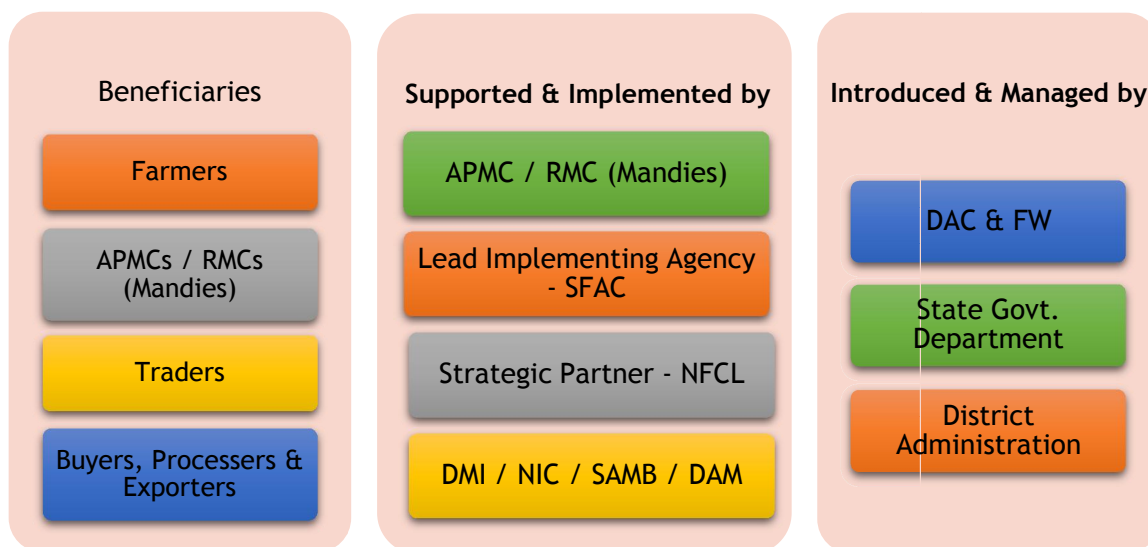 Beneficiaries
Farmers
APMCs / RMCs
(Mandies)
Traders
Buyers, Processers &
Exporters
Supported & Implemented by
APMC / RMC (Mandies)
Lead Implementing Agency
- SFAC
Strategic Partner - NFCL
DMI / NIC / SAMB / DAM
Introduced & Managed by
DAC & FW
State Govt.
Department
District
Administration